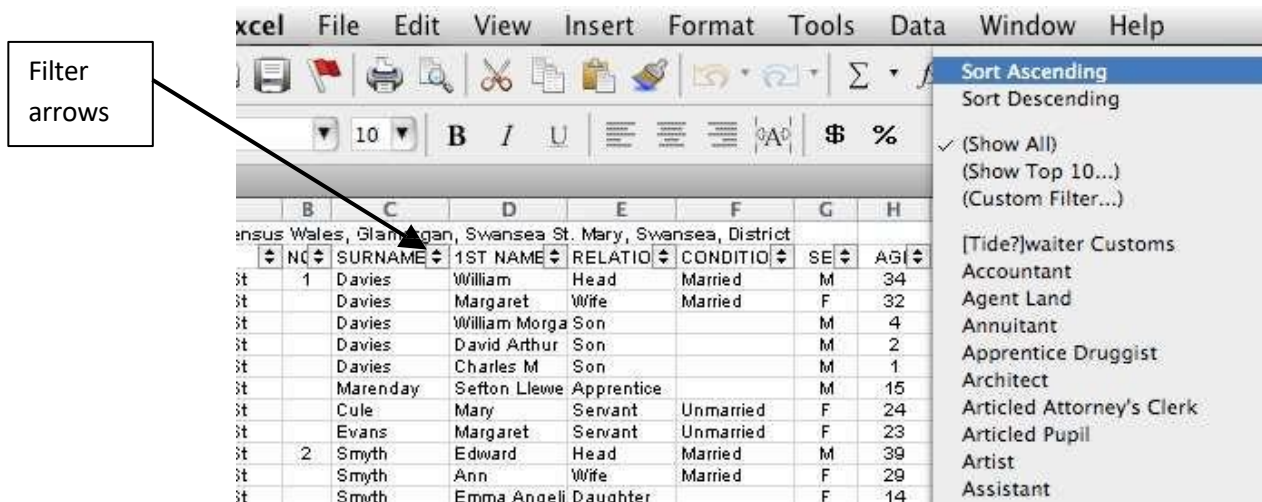 xcel File Edit View Insert Format Tools Data Window Help
Filter
arrows
10 B I U A $ %
Sort Ascending
Sort Descending
(Show All)
(Show Top 10...)
(Custom Filter...)
[Tide?]waiter Customs
Accountant
Agent Land
Annuitant
Apprentice Druggist
Architect
Articled Attorney's Clerk
Articled Pupil
Artist
Assistant
B C D E F G H
ensus Wales, Glamorgan, Swansea St. Mary, Swansea, District
NO SURNAME 1ST NAME RELATIO CONDITIO SE AGI
St 1 Davies William Head Married M 34
St Davies Margaret Wife Married F 32
St Davies William Morga Son M 4
St Davies David Arthur Son M 2
St Davies Charles M Son M 1
St Marenday Sefton Llewe Apprentice M 15
St Cule Mary Servant Unmarried F 24
St Evans Margaret Servant Unmarried F 23
St 2 Smyth Edward Head Married M 39
St Smyth Ann Wife Married F 29
St Smyth Emma Angeli Daughter F 14